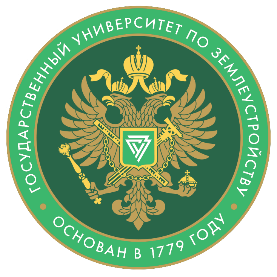 ГОСУДАРСТВЕННЫЙ УНИВЕРСИТЕТ ПО ЗЕМЛЕУСТРОЙСТВУ
ОСНОВАН В 1779 ГОДУ